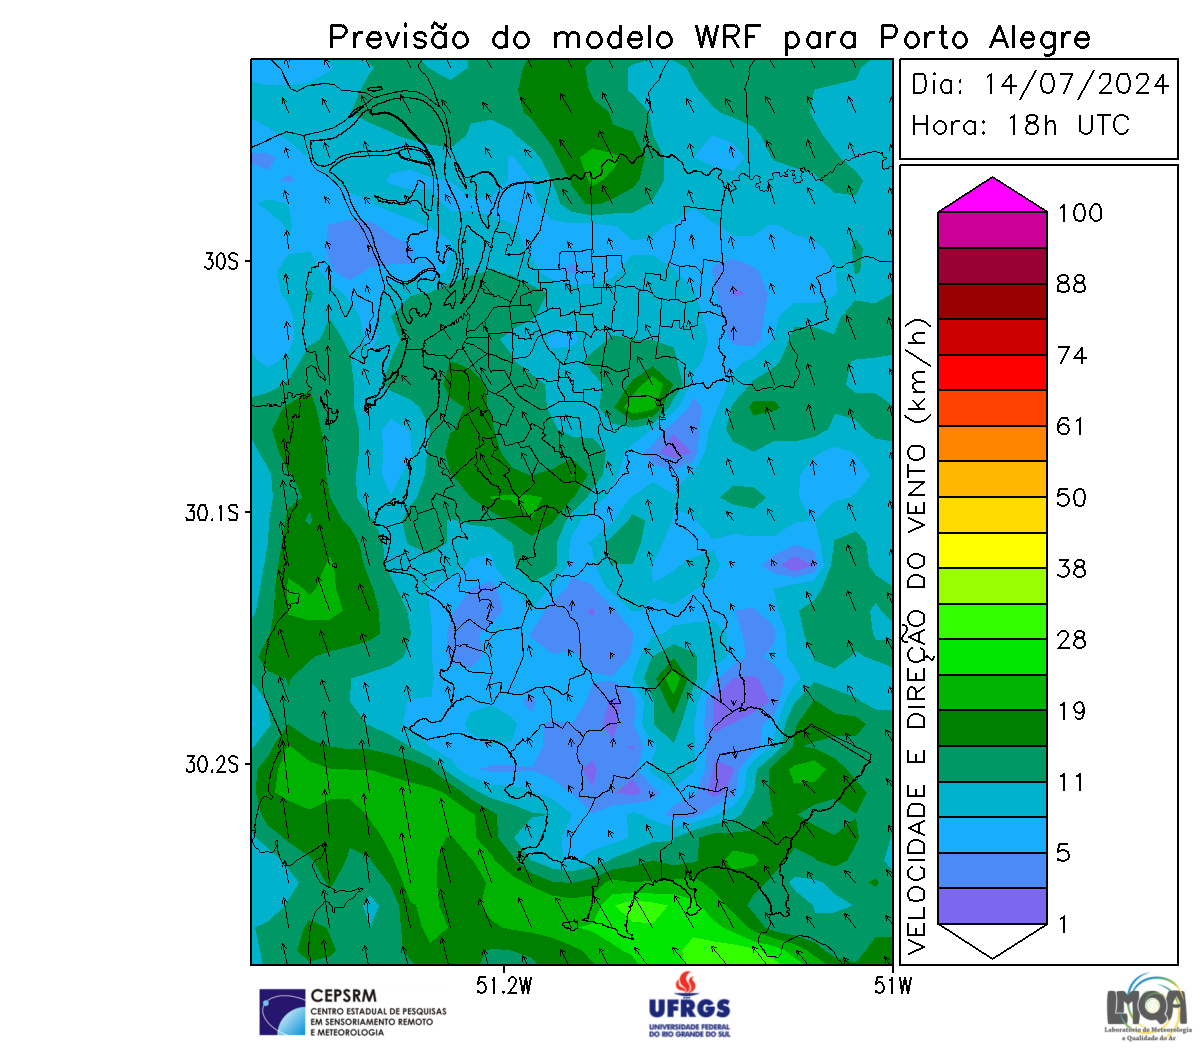 Previsão do modelo WRF para Porto Alegre
Dia: 14/07/2024
Hora: 18h UTC
30S
30.1S
30.2S
51.2W
51W
VELOCIDADE E DIREÇÃO DO VENTO (km/h)
100
88
74
61
50
38
28
19
11
5
1
CEPSRM
CENTRO ESTADUAL DE PESQUISAS
EM SENSORIAMENTO REMOTO
E METEOROLOGIA
UFRGS
UNIVERSIDADE FEDERAL
DO RIO GRANDE DO SUL
LMQA
Laboratório de Meteorologia
e Qualidade do Ar